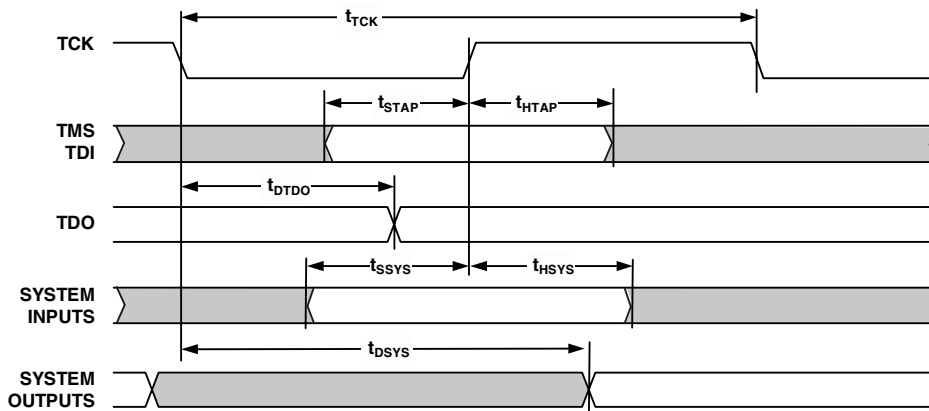 tTCK
TCK
tSTAP
tHTAP
TMS
TDI
tDTDO
TDO
tSSYS
tHSYS
SYSTEM
INPUTS
tDSYS
SYSTEM
OUTPUTS